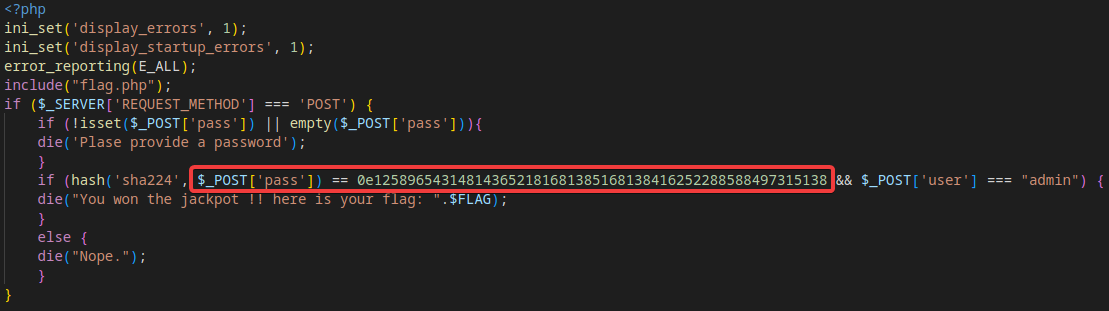 <?php
ini_set('display_errors', 1);
ini_set('display_startup_errors', 1);
error_reporting(E_ALL);
include("flag.php");
if ($_SERVER['REQUEST_METHOD'] === 'POST') {
    if (!isset($_POST['pass']) || empty($_POST['pass'])){
    die('Plase provide a password');
    }
    if (hash('sha224', $_POST['pass']) == 0e12589654314814365218168138516813841625228858849731​5138 && $_POST['user'] === "admin") {
    die("You won the jackpot !! here is your flag: ".$FLAG);
    }
    else {
    die("Nope.");
    }
}